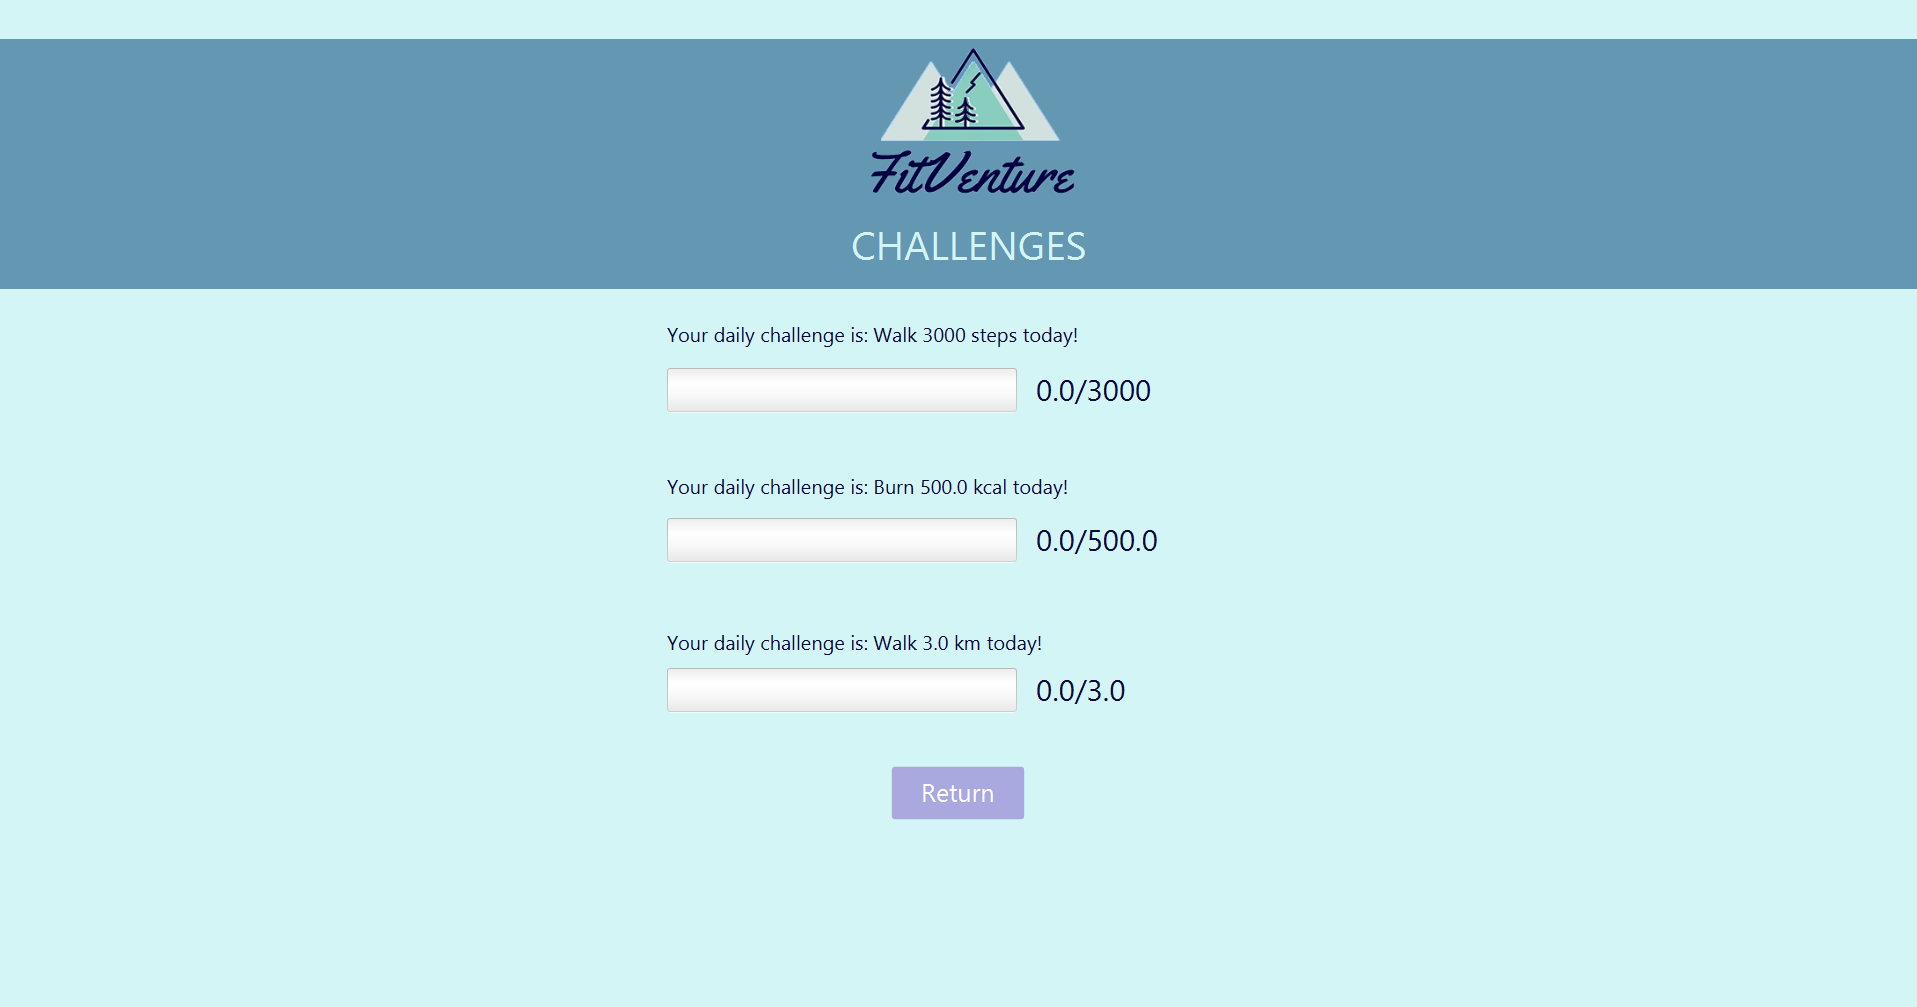 FitVenture
CHALLENGES
Your daily challenge is: Walk 3000 steps today!
0.0/3000
Your daily challenge is: Burn 500.0 kcal today!
0.0/500.0
Your daily challenge is: Walk 3.0 km today!
0.0/3.0
Return